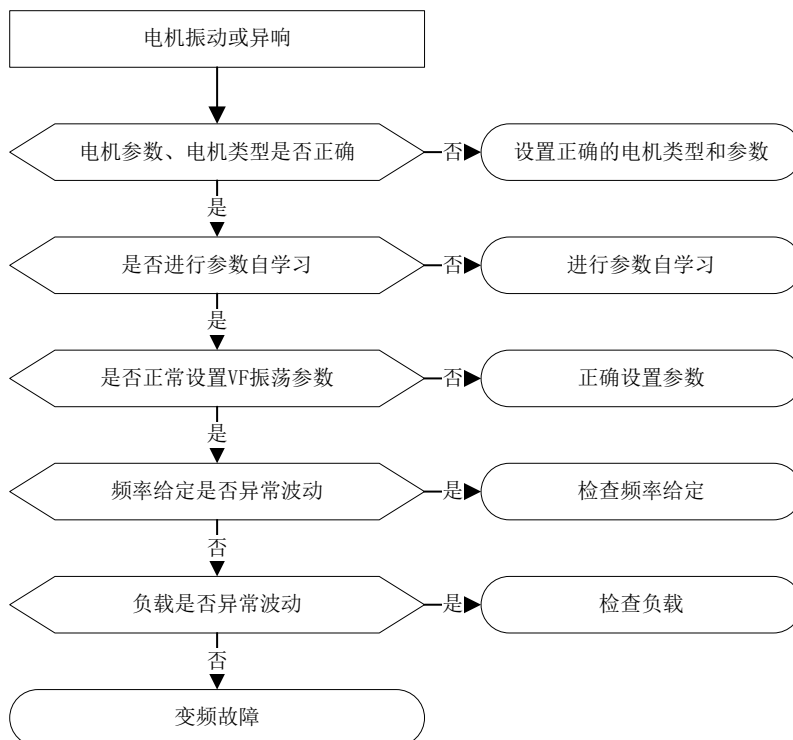 电机振动或异响
电机参数、电机类型是否正确
否
设置正确的电机类型和参数
是
是否进行参数自学习
否
进行参数自学习
是
是否正常设置VF振荡参数
否
正确设置参数
是
频率给定是否异常波动
是
检查频率给定
否
负载是否异常波动
是
检查负载
否
变频故障